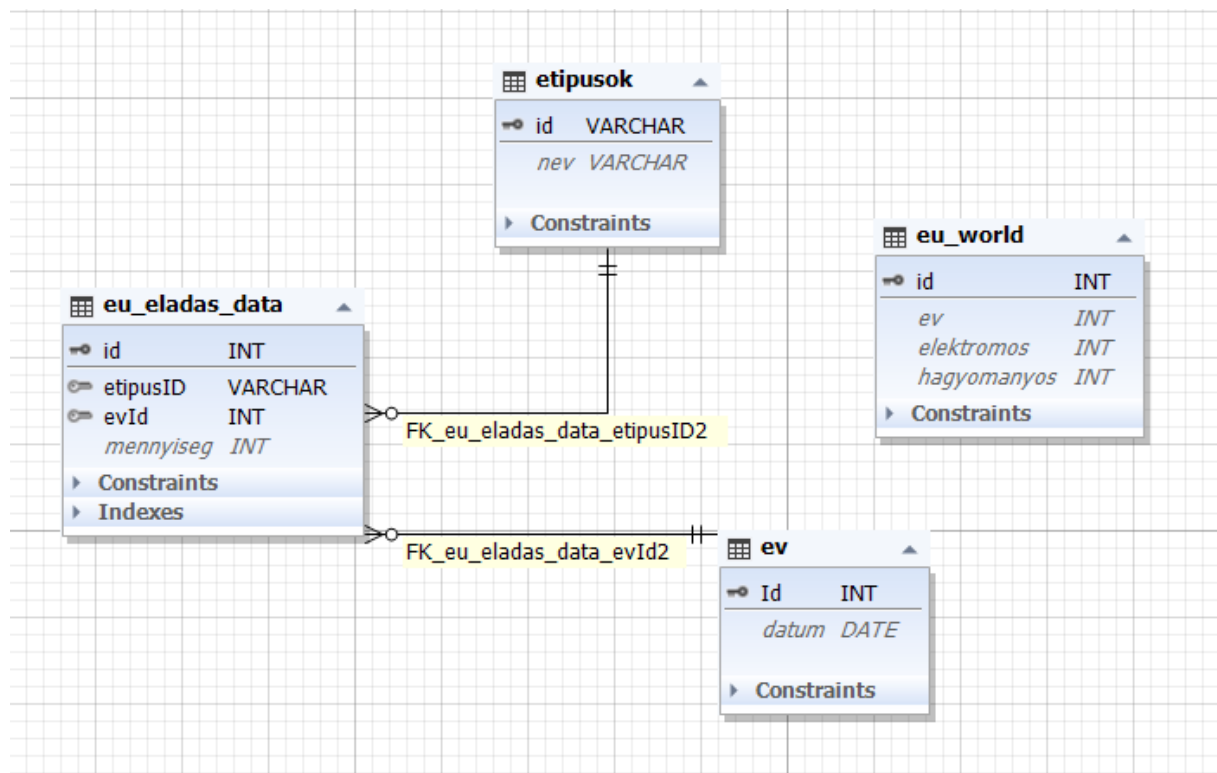 etipusok
id VARCHAR
nev VARCHAR
Constraints
eu_world
id INT
ev INT
elektromos INT
hagyomanyos INT
Constraints
eu_eladas_data
id INT
etipusID VARCHAR
evId INT
mennyiseg INT
Constraints
Indexes
FK_eu_eladas_data_etipusID2
FK_eu_eladas_data_evId2
ev
Id INT
datum DATE
Constraints